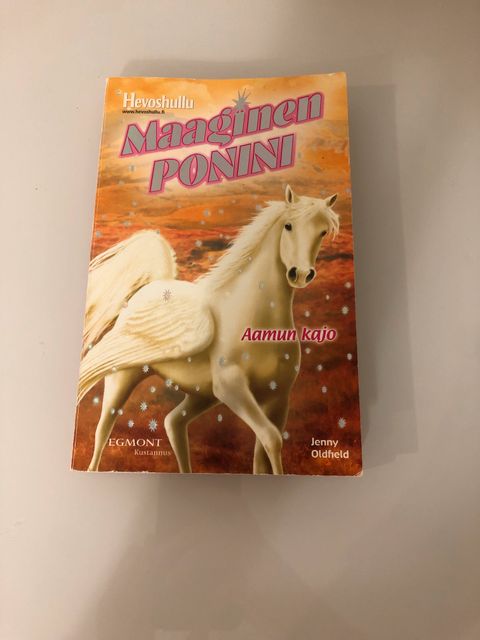 Hevoshullu
www.hevoshullu.fi
Maaginen
PONINI
Aamun kajo
EGMONT
Kustannus
Jenny
Oldfield